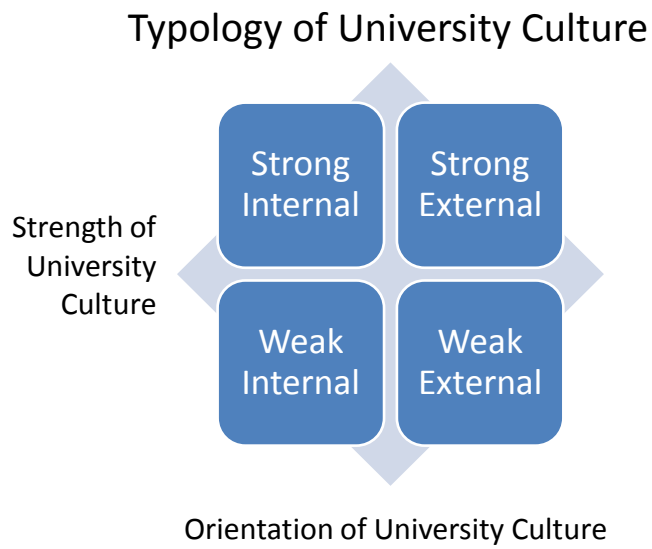 Typology of University Culture
Strong
Internal
Strong
External
Strength of
University
Culture
Weak
Internal
Weak
External
Orientation of University Culture